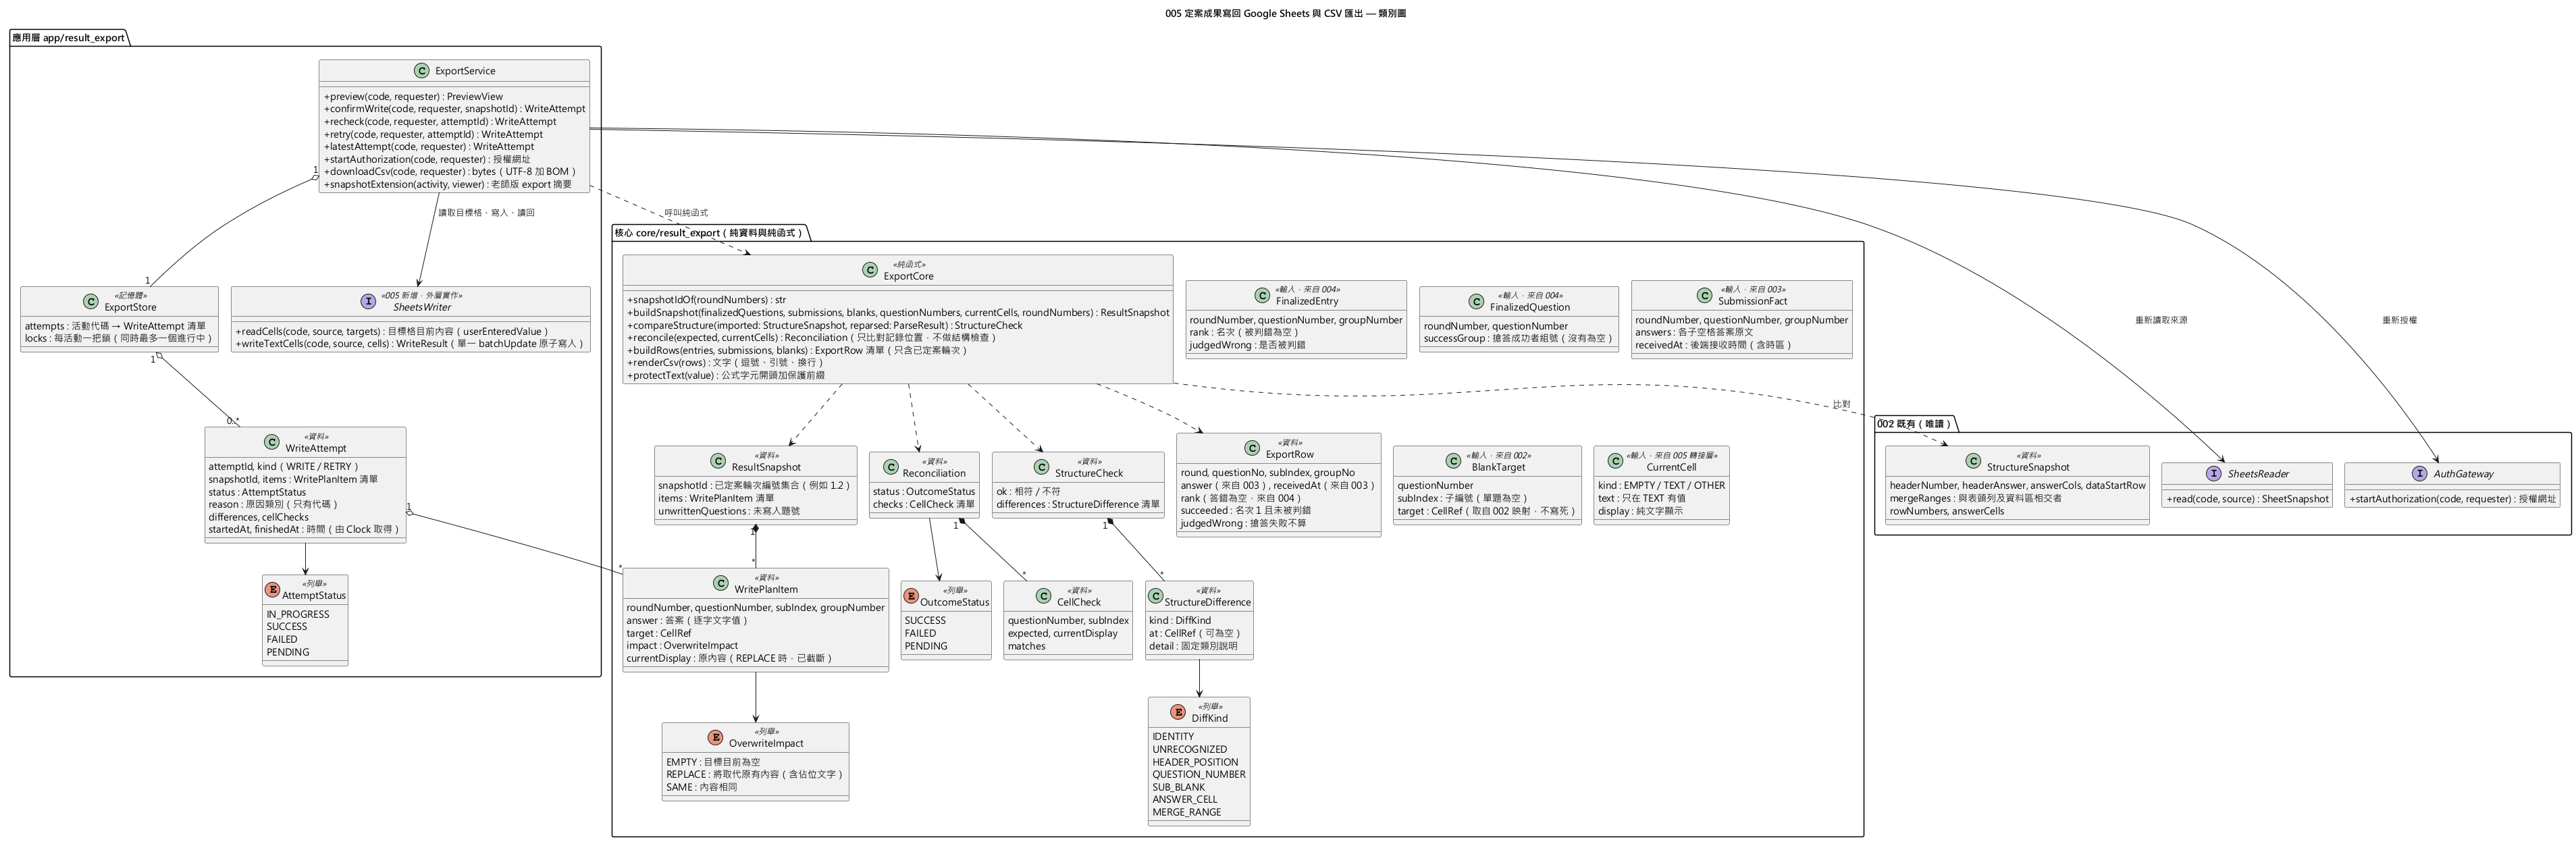 005 定案成果寫回 Google Sheets 與 CSV 匯出 — 類別圖
應用層 app/result_export
ExportService
+preview(code, requester) : PreviewView
+confirmWrite(code, requester, snapshotId) : WriteAttempt
+recheck(code, requester, attemptId) : WriteAttempt
+retry(code, requester, attemptId) : WriteAttempt
+latestAttempt(code, requester) : WriteAttempt
+startAuthorization(code, requester) : 授權網址
+downloadCsv(code, requester) : bytes（UTF-8 加 BOM）
+snapshotExtension(activity, viewer) : 老師版 export 摘要
1
1
讀取目標格、寫入、讀回
呼叫純函式
重新讀取來源
重新授權
«記憶體»
ExportStore
attempts : 活動代碼 → WriteAttempt 清單
locks : 每活動一把鎖（同時最多一個進行中）
1
0..*
«005 新增，外層實作»
SheetsWriter
+readCells(code, source, targets) : 目標格目前內容（userEnteredValue）
+writeTextCells(code, source, cells) : WriteResult（單一 batchUpdate 原子寫入）
«資料»
WriteAttempt
attemptId, kind（WRITE / RETRY）
snapshotId, items : WritePlanItem 清單
status : AttemptStatus
reason : 原因類別（只有代碼）
differences, cellChecks
startedAt, finishedAt : 時間（由 Clock 取得）
1
*
«列舉»
AttemptStatus
IN_PROGRESS
SUCCESS
FAILED
PENDING
核心 core/result_export（純資料與純函式）
«純函式»
ExportCore
+snapshotIdOf(roundNumbers) : str
+buildSnapshot(finalizedQuestions, submissions, blanks, questionNumbers, currentCells, roundNumbers) : ResultSnapshot
+compareStructure(imported: StructureSnapshot, reparsed: ParseResult) : StructureCheck
+reconcile(expected, currentCells) : Reconciliation（只比對記錄位置，不做結構檢查）
+buildRows(entries, submissions, blanks) : ExportRow 清單（只含已定案輪次）
+renderCsv(rows) : 文字（逗號、引號、換行）
+protectText(value) : 公式字元開頭加保護前綴
比對
«輸入，來自 004»
FinalizedEntry
roundNumber, questionNumber, groupNumber
rank : 名次（被判錯為空）
judgedWrong : 是否被判錯
«輸入，來自 004»
FinalizedQuestion
roundNumber, questionNumber
successGroup : 搶答成功者組號（沒有為空）
«輸入，來自 003»
SubmissionFact
roundNumber, questionNumber, groupNumber
answers : 各子空格答案原文
receivedAt : 後端接收時間（含時區）
«資料»
ResultSnapshot
snapshotId : 已定案輪次編號集合（例如 1.2）
items : WritePlanItem 清單
unwrittenQuestions : 未寫入題號
1
*
«資料»
Reconciliation
status : OutcomeStatus
checks : CellCheck 清單
1
*
«資料»
StructureCheck
ok : 相符 / 不符
differences : StructureDifference 清單
1
*
«資料»
ExportRow
round, questionNo, subIndex, groupNo
answer（來自 003）, receivedAt（來自 003）
rank（答錯為空，來自 004）
succeeded : 名次 1 且未被判錯
judgedWrong : 搶答失敗不算
«輸入，來自 002»
BlankTarget
questionNumber
subIndex : 子編號（單題為空）
target : CellRef（取自 002 映射，不寫死）
«輸入，來自 005 轉接層»
CurrentCell
kind : EMPTY / TEXT / OTHER
text : 只在 TEXT 有值
display : 純文字顯示
«資料»
WritePlanItem
roundNumber, questionNumber, subIndex, groupNumber
answer : 答案（逐字文字值）
target : CellRef
impact : OverwriteImpact
currentDisplay : 原內容（REPLACE 時，已截斷）
«列舉»
OutcomeStatus
SUCCESS
FAILED
PENDING
«資料»
CellCheck
questionNumber, subIndex
expected, currentDisplay
matches
«資料»
StructureDifference
kind : DiffKind
at : CellRef（可為空）
detail : 固定類別說明
«列舉»
OverwriteImpact
EMPTY : 目標目前為空
REPLACE : 將取代原有內容（含佔位文字）
SAME : 內容相同
«列舉»
DiffKind
IDENTITY
UNRECOGNIZED
HEADER_POSITION
QUESTION_NUMBER
SUB_BLANK
ANSWER_CELL
MERGE_RANGE
002 既有（唯讀）
«資料»
StructureSnapshot
headerNumber, headerAnswer, answerCols, dataStartRow
mergeRanges : 與表頭列及資料區相交者
rowNumbers, answerCells
SheetsReader
+read(code, source) : SheetSnapshot
AuthGateway
+startAuthorization(code, requester) : 授權網址